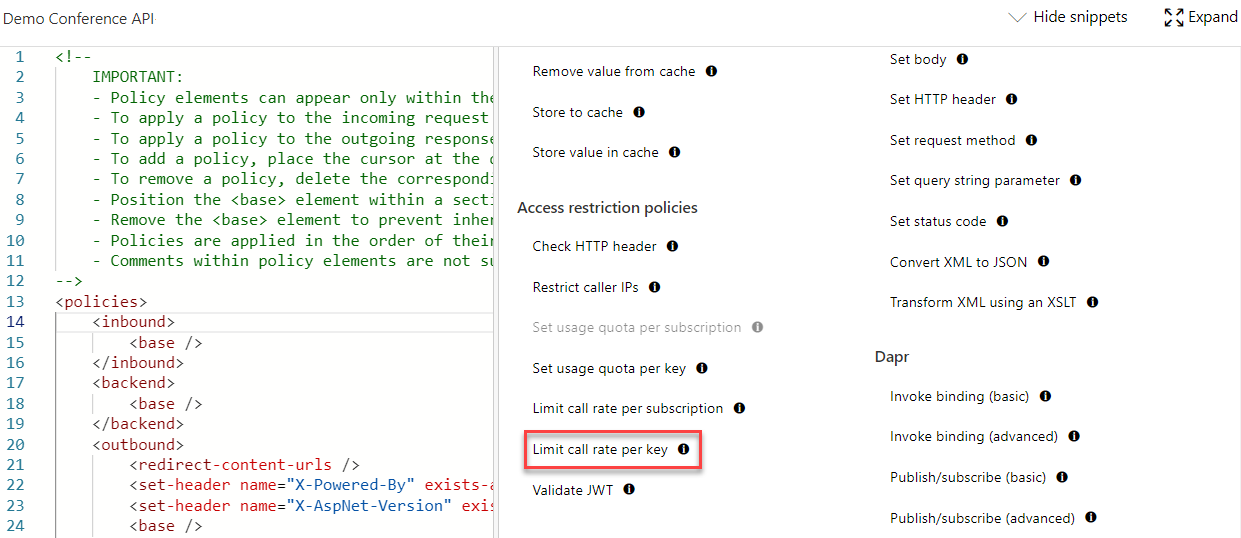 Demo Conference API
Hide snippets
Expand
1 <!--
2 IMPORTANT:
3 - Policy elements can appear only within the
4 - To apply a policy to the incoming request
5 - To apply a policy to the outgoing response
6 - To add a policy, place the cursor at the d
7 - To remove a policy, delete the correspondi
8 - Position the <base> element within a secti
9 - Remove the <base> element to prevent inher
10 - Policies are applied in the order of their
11 - Comments within policy elements are not su
12 -->
13 <policies>
14 <inbound>
15 <base />
16 </inbound>
17 <backend>
18 <base />
19 </backend>
20 <outbound>
21 <redirect-content-urls />
22 <set-header name="X-Powered-By" exists-a
23 <set-header name="X-AspNet-Version" exis
24 <base />
Remove value from cache
Store to cache
Store value in cache
Access restriction policies
Check HTTP header
Restrict caller IPs
Set usage quota per subscription
Set usage quota per key
Limit call rate per subscription
Limit call rate per key
Validate JWT
Set body
Set HTTP header
Set request method
Set query string parameter
Set status code
Convert XML to JSON
Transform XML using an XSLT
Dapr
Invoke binding (basic)
Invoke binding (advanced)
Publish/subscribe (basic)
Publish/subscribe (advanced)